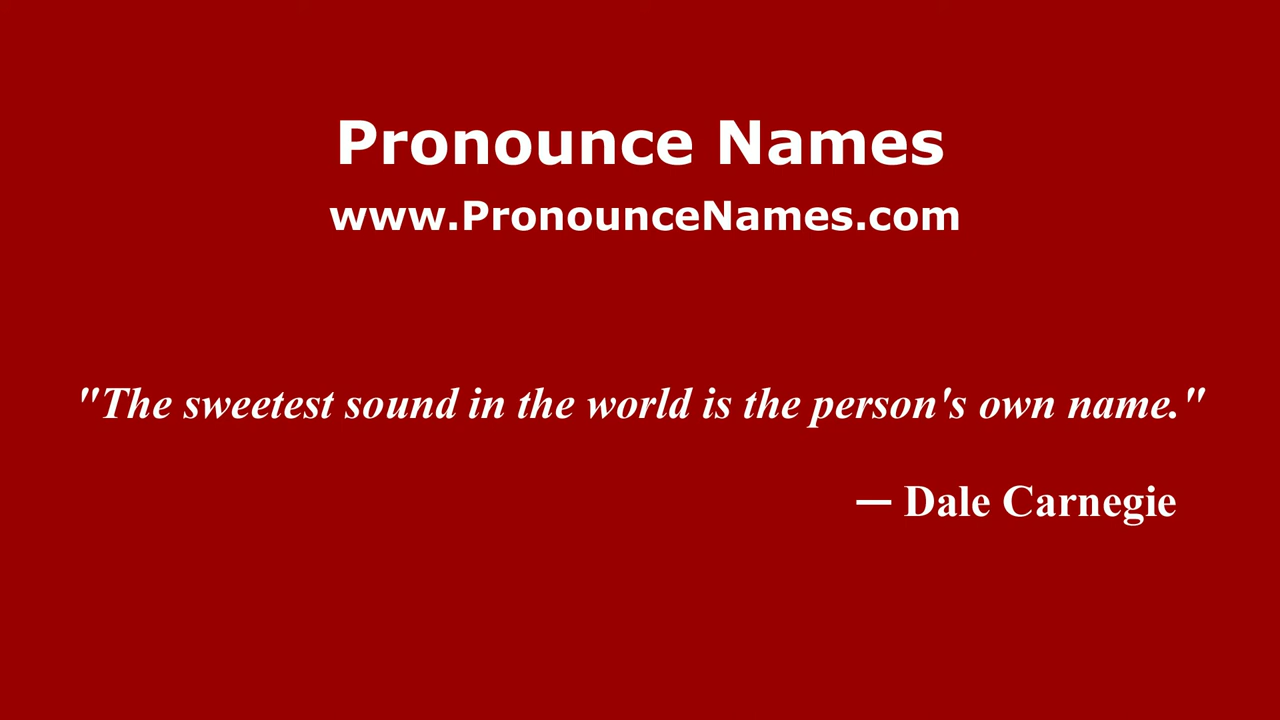 Pronounce Names
www.PronounceNames.com
"The sweetest sound in the world is the person's own name."
— Dale Carnegie